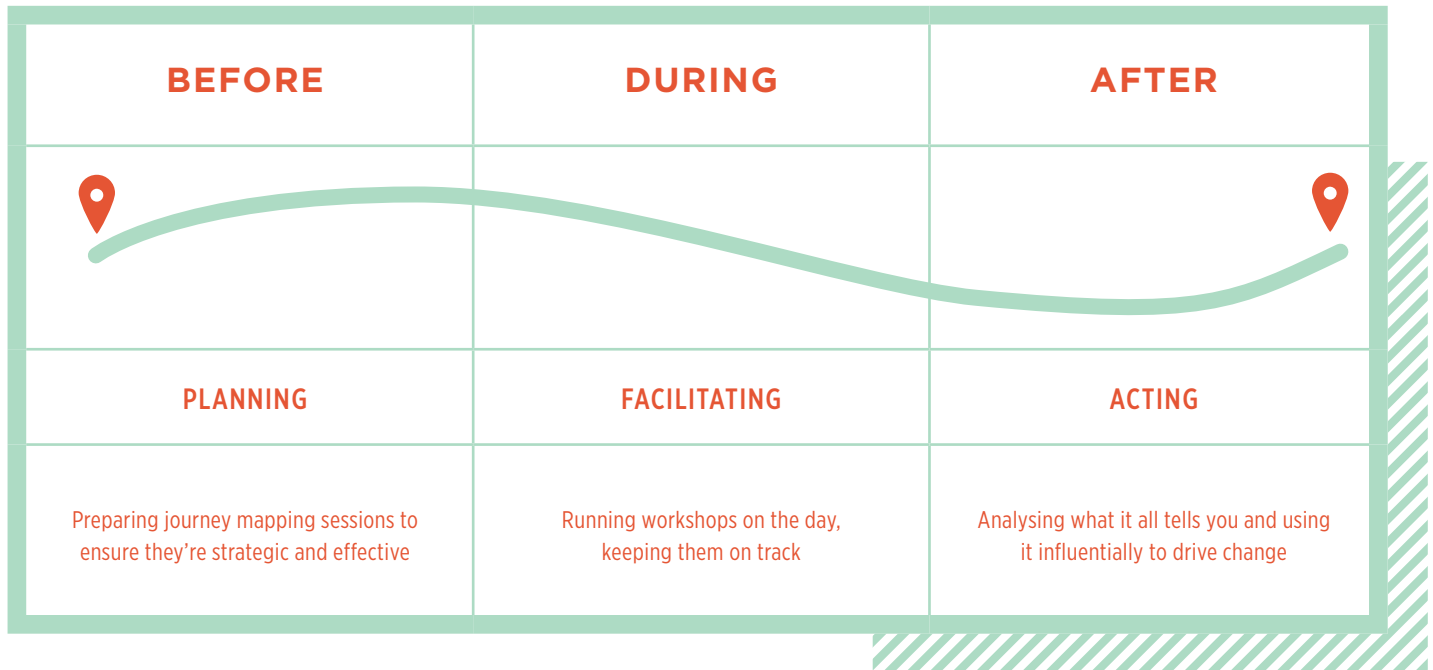 BEFORE
DURING
AFTER
PLANNING
FACILITATING
ACTING
Preparing journey mapping sessions to
ensure they’re strategic and effective
Running workshops on the day,
keeping them on track
Analysing what it all tells you and using
it influentially to drive change